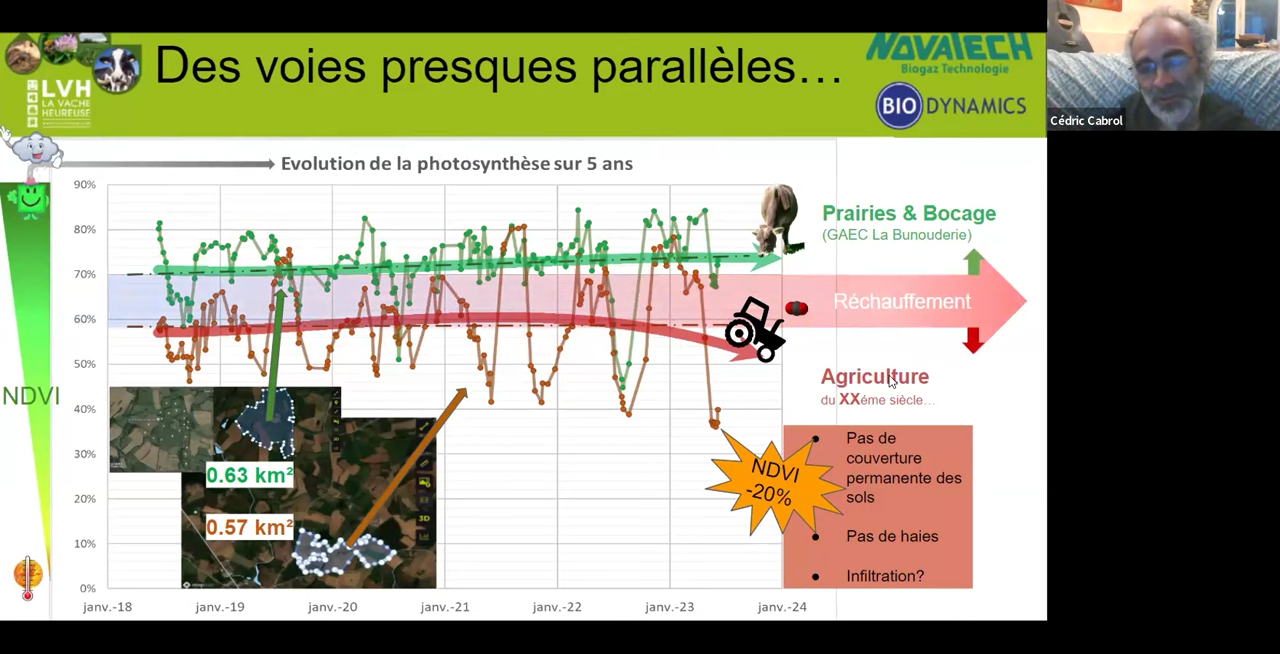 Des voies presques parallèles…
LVH
LA VACHE
HEUREUSE
NOVATECH
Biogaz Technologie
BIO DYNAMICS
Cédric Cabrol
Evolution de la photosynthèse sur 5 ans
90%
80%
70%
60%
50%
40%
30%
20%
10%
0%
janv.-18
janv.-19
janv.-20
janv.-21
janv.-22
janv.-23
janv.-24
NDVI
0.63 km²
0.57 km²
3D
Prairies & Bocage
(GAEC La Bunouderie)
Réchauffement
Agriculture
du XXéme siècle…
NDVI
-20%
Pas de
couverture
permanente des
sols
Pas de haies
Infiltration?